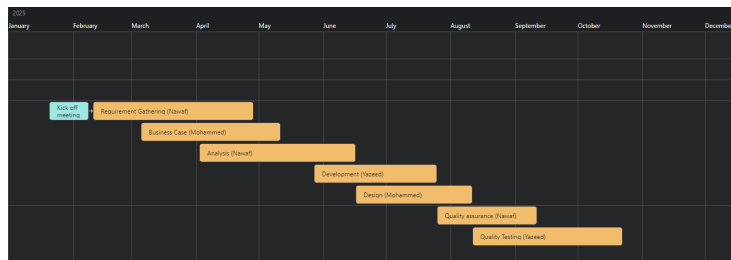 2025
January February March April May June July August September October November December
Kick off
meeting
Requirement Gathering (Nawaf)
Business Case (Mohammed)
Analysis (Nawaf)
Development (Yazeed)
Design (Mohammed)
Quality assurance (Nawaf)
Quality Testing (Yazeed)